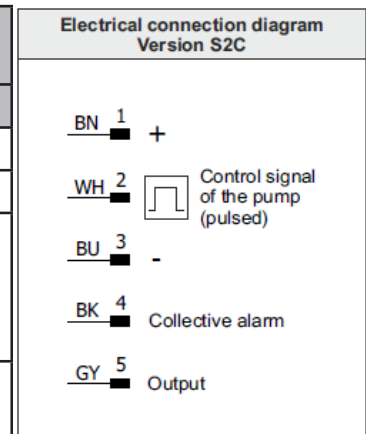 Electrical connection diagram
Version S2C
BN 1 +
WH 2 Control signal
of the pump
(pulsed)
BU 3 -
BK 4 Collective alarm
GY 5 Output